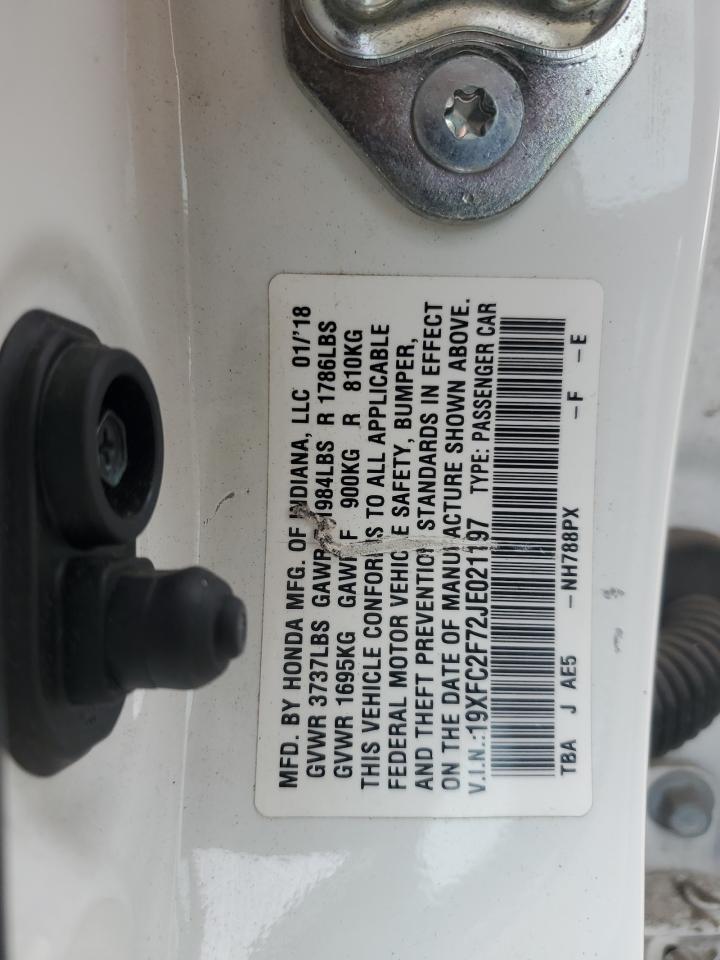 MFD. BY HONDA MFG. OF INDIANA, LLC 01/'18
GVWR 3737LBS GAWR F 1984LBS R 1786LBS
GVWR 1695KG GAWR F 900KG R 810KG
THIS VEHICLE CONFORMS TO ALL APPLICABLE
FEDERAL MOTOR VEHICLE SAFETY, BUMPER,
AND THEFT PREVENTION STANDARDS IN EFFECT
ON THE DATE OF MANUFACTURE SHOWN ABOVE.
V.I.N.:19XFC2F72JE021197 TYPE: PASSENGER CAR
TBA J AE5 -NH788PX -F -E